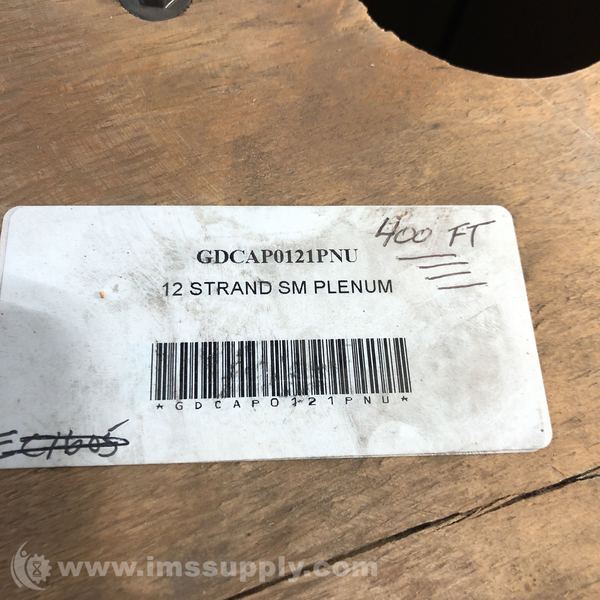 400 FT
GDCAP0121PNU
12 STRAND SM PLENUM
*GDCAP0121PNU*
www.imssupply.com